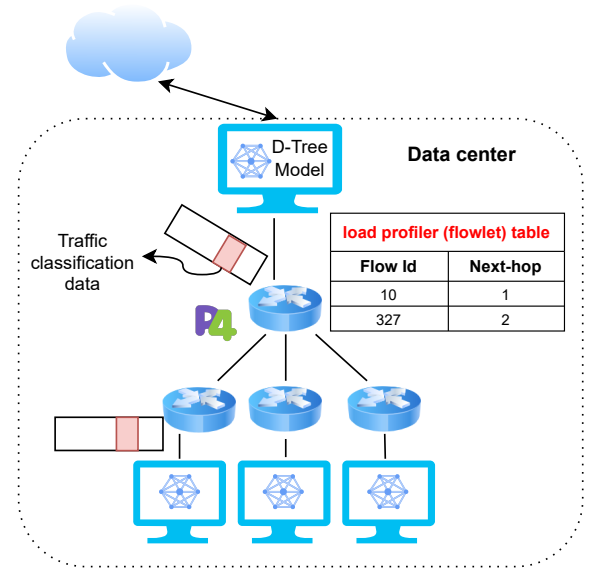 D-Tree
Model
Data center
Traffic
classification
data
load profiler (flowlet) table
Flow Id Next-hop
10 1
327 2
P4